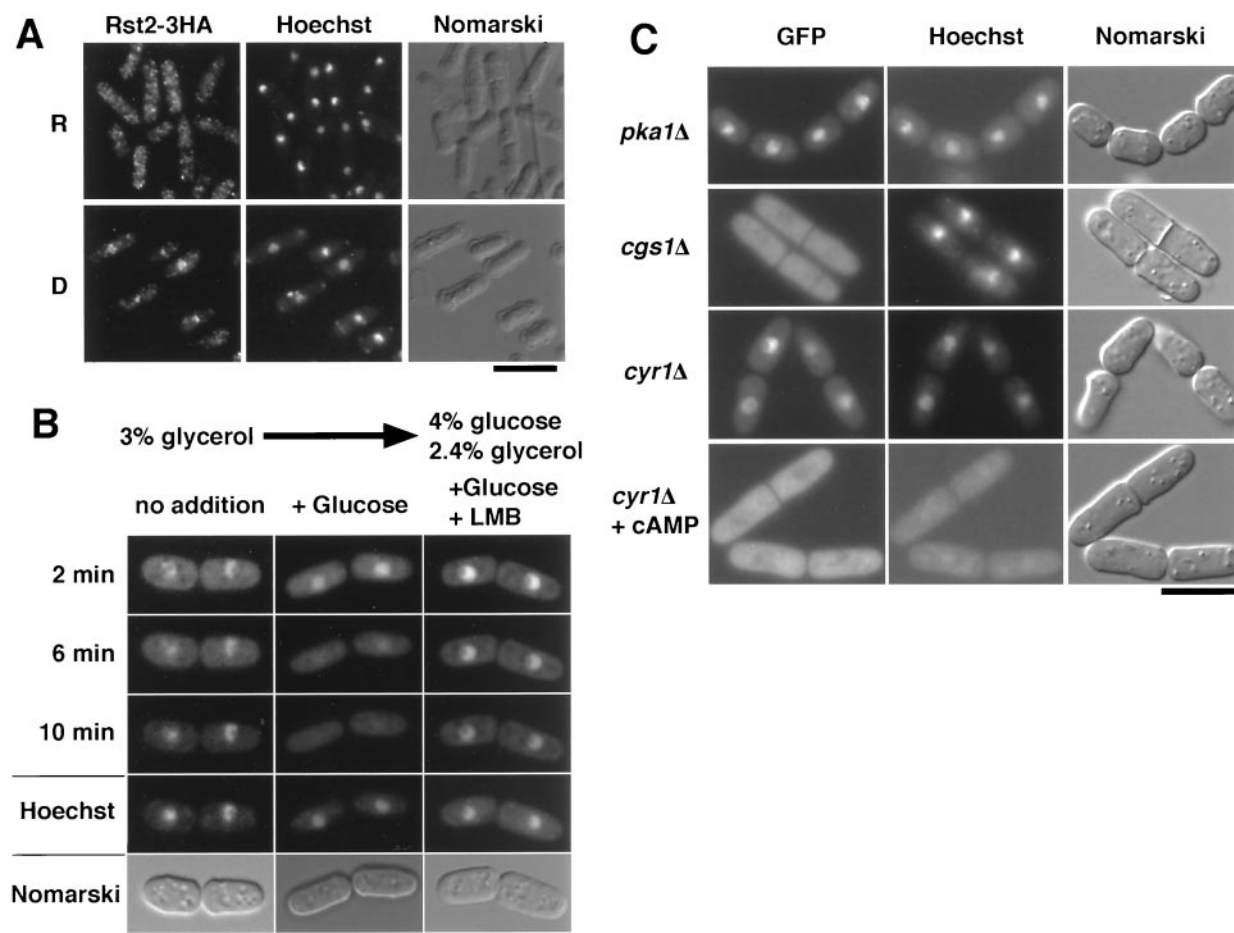 A
Rst2-3HA Hoechst Nomarski
R
D
B
3% glycerol
4% glucose
2.4% glycerol
no addition + Glucose +Glucose
+ LMB
2 min
6 min
10 min
Hoechst
Nomarski
C
GFP Hoechst Nomarski
pka1Δ
cgs1Δ
cyr1Δ
cyr1Δ
+ cAMP